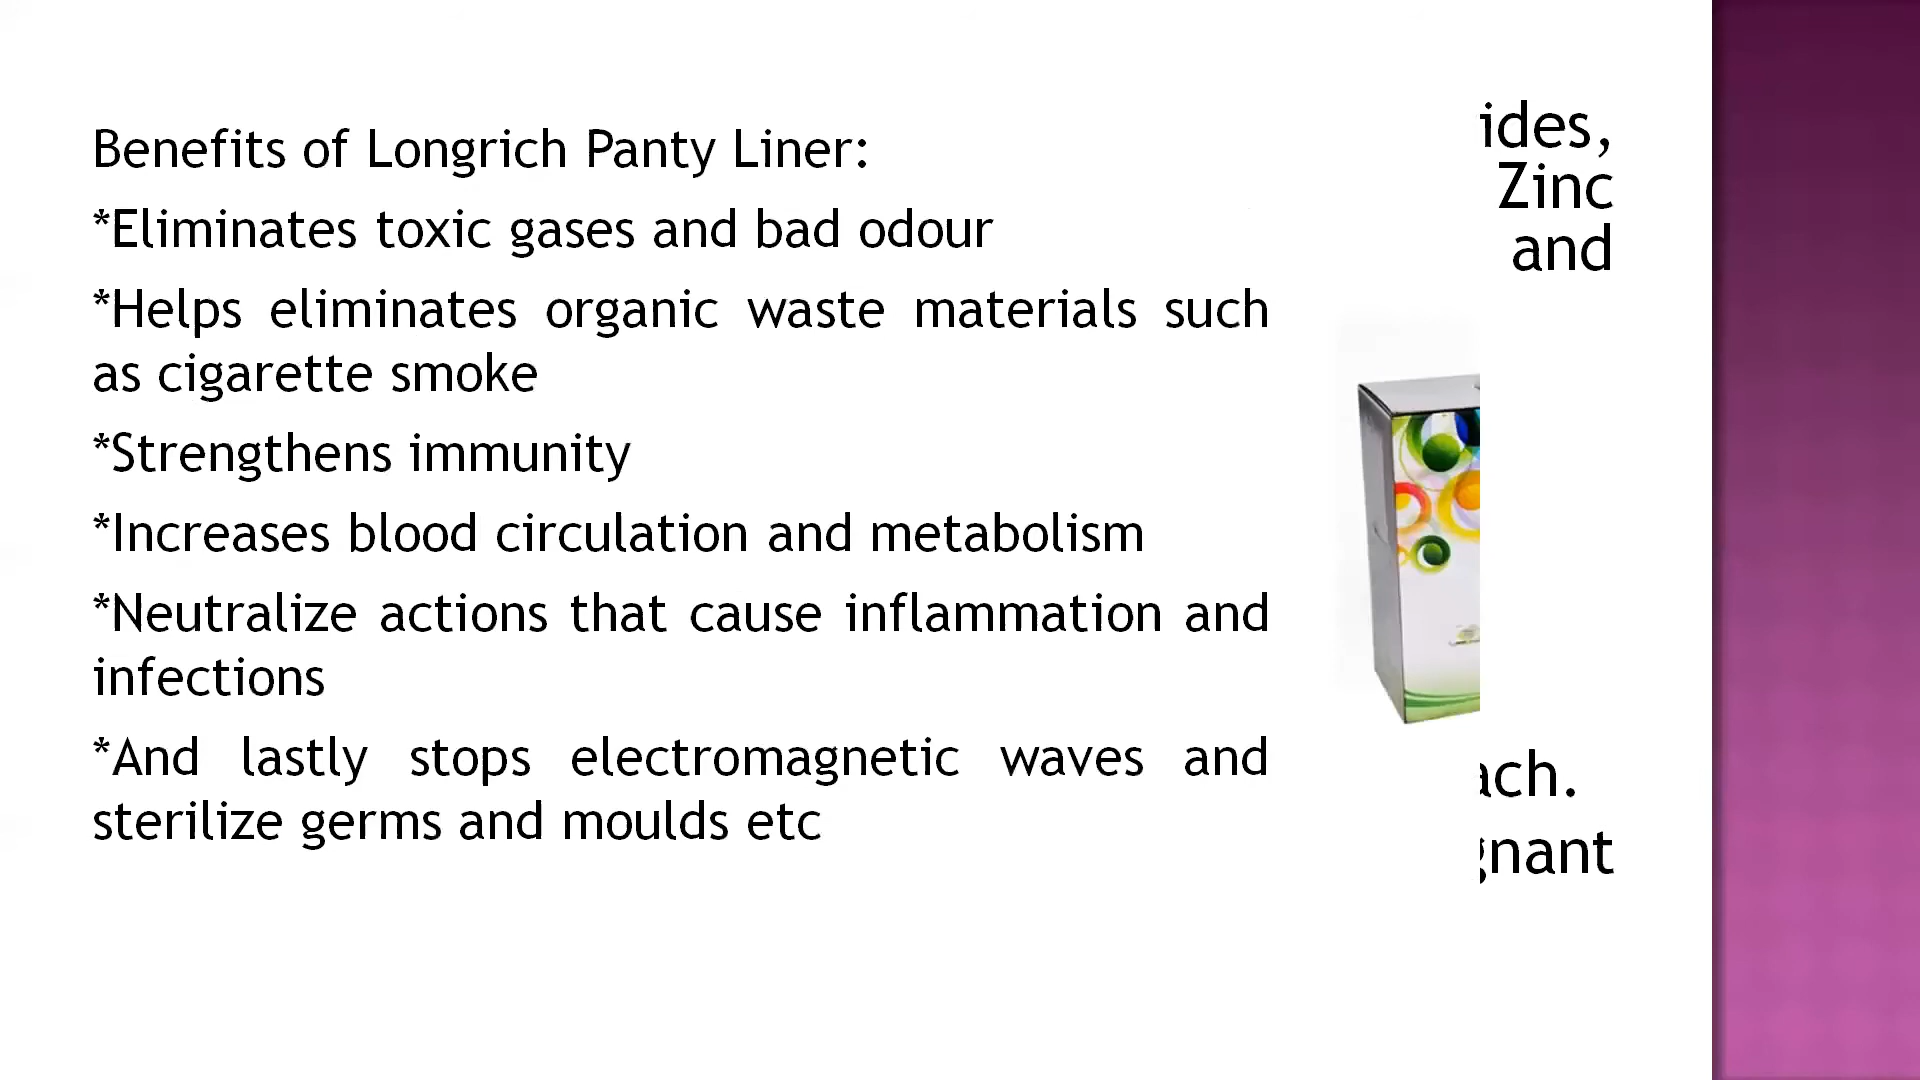 Benefits of Longrich Panty Liner:
*Eliminates toxic gases and bad odour
*Helps eliminates organic waste materials such
as cigarette smoke
*Strengthens immunity
*Increases blood circulation and metabolism
*Neutralize actions that cause inflammation and
infections
*And lastly stops electromagnetic waves and
sterilize germs and moulds etc
ides,
Zinc
and
ach.
gnant